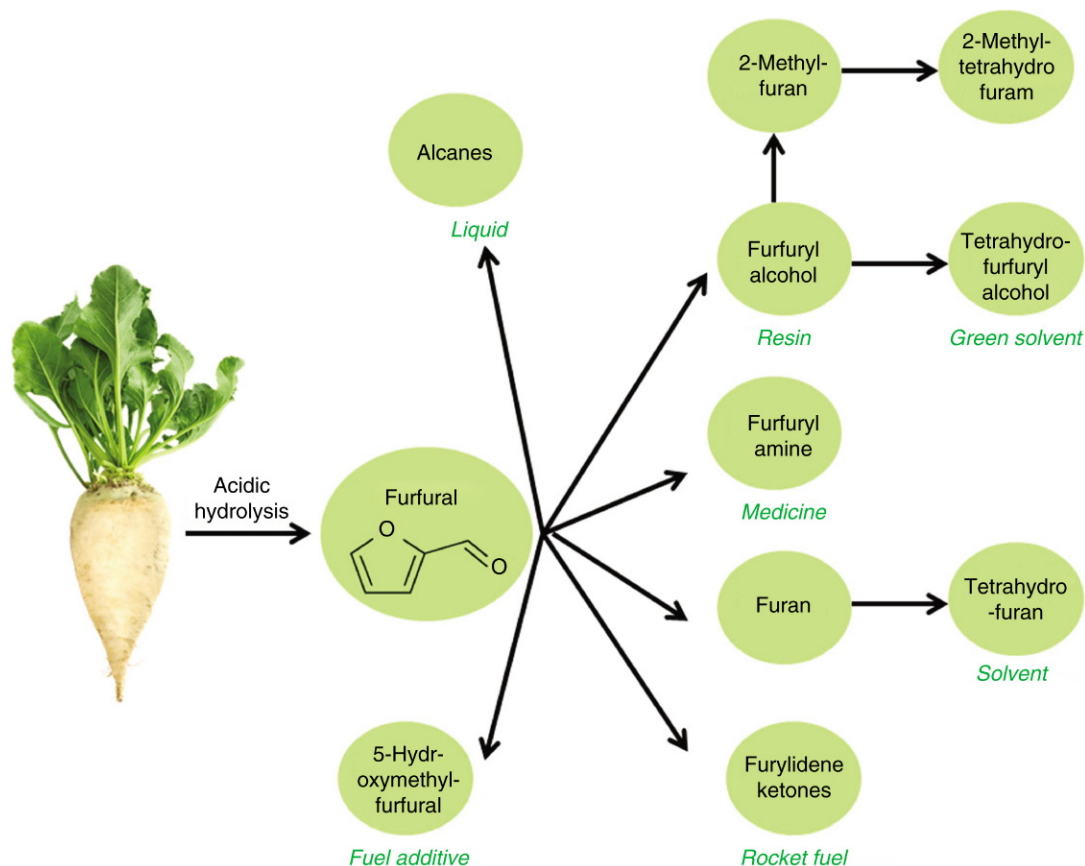 2-Methyl-
furan
2-Methyl-
tetrahydro
furam
Alcanes
Liquid
Furfuryl
alcohol
Resin
Tetrahydro-
furfuryl
alcohol
Green solvent
Acidic
hydrolysis
Furfural
O
O
Furfuryl
amine
Medicine
Furan
Tetrahydro
-furan
Solvent
5-Hydr-
oxymethyl-
furfural
Fuel additive
Furylidene
ketones
Rocket fuel